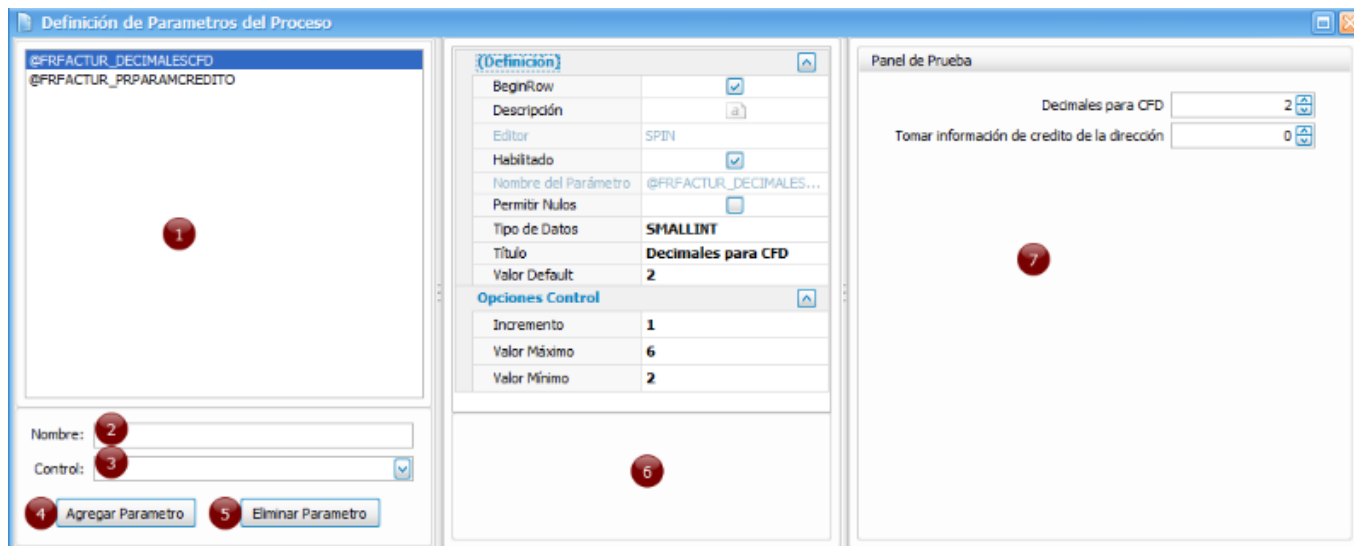 Definición de Parametros del Proceso
@FRFACTUR_DECIMALESCFD
@FRFACTUR_PRPARAMCREDITO
1
Nombre: 2
Control: 3
4 Agregar Parametro 5 Eliminar Parametro
(Definición)
BeginRow
Descripción a
Editor SPIN
Habilitado
Nombre del Parámetro @FRFACTUR_DECIMALES...
Permitir Nulos
Tipo de Datos SMALLINT
Título Decimales para CFD
Valor Default 2
Opciones Control
Incremento 1
Valor Máximo 6
Valor Mínimo 2
6
Panel de Prueba
Decimales para CFD 2
Tomar información de credito de la dirección 0
7